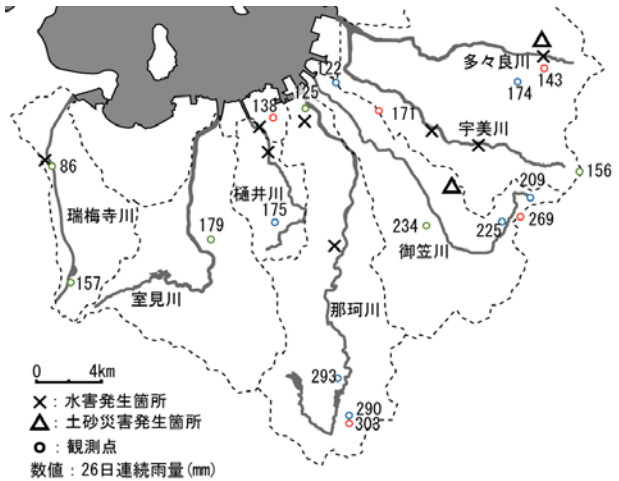 多々良川
143
122
174
125
138
171
宇美川
86
156
209
樋井川
瑞梅寺川
175
269
179
234
225
御笠川
157
室見川
那珂川
293
0 4km
×：水害発生箇所
△：土砂災害発生箇所
○：観測点
290
303
数値：26日連続雨量(mm)